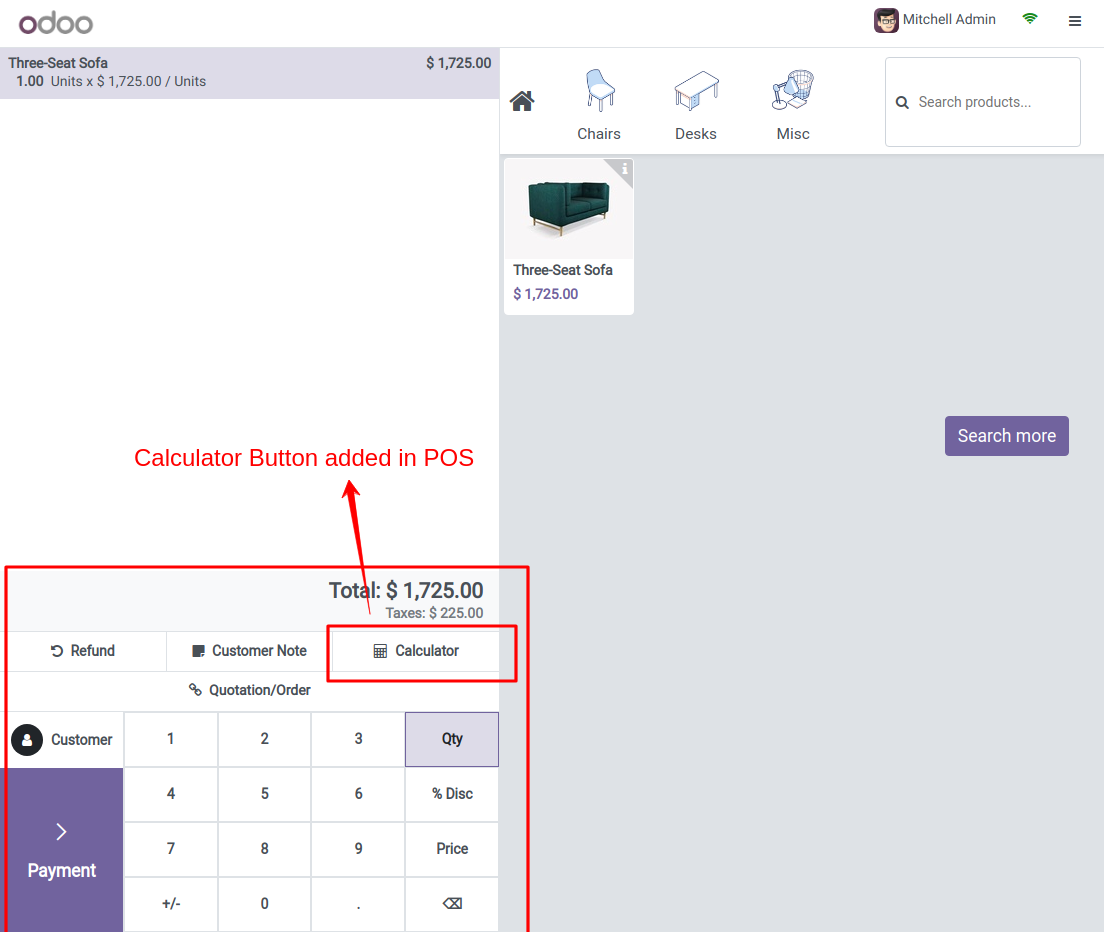 odoo
Mitchell Admin
Three-Seat Sofa $ 1,725.00
1.00 Units x $ 1,725.00 / Units
Chairs
Desks
Misc
Search products...
i
Three-Seat Sofa
$ 1,725.00
Search more
Calculator Button added in POS
Total: $ 1,725.00
Taxes: $ 225.00
Refund Customer Note Calculator
Quotation/Order
Customer 1 2 3 Qty
4 5 6 % Disc
7 8 9 Price
Payment
+/- 0 . ⌫